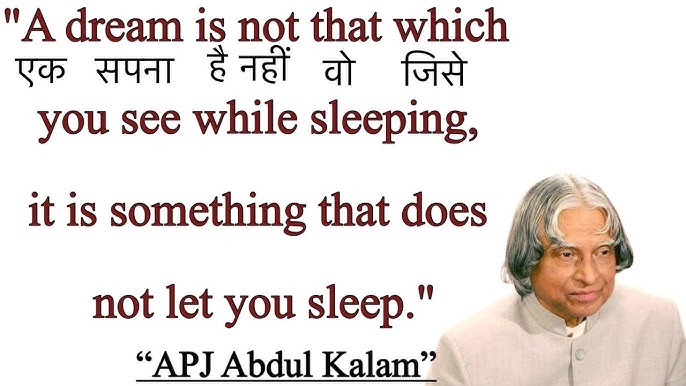 "A dream is not that which
एक सपना है नहीं वो जिसे
you see while sleeping,
it is something that does
not let you sleep."
“APJ Abdul Kalam”